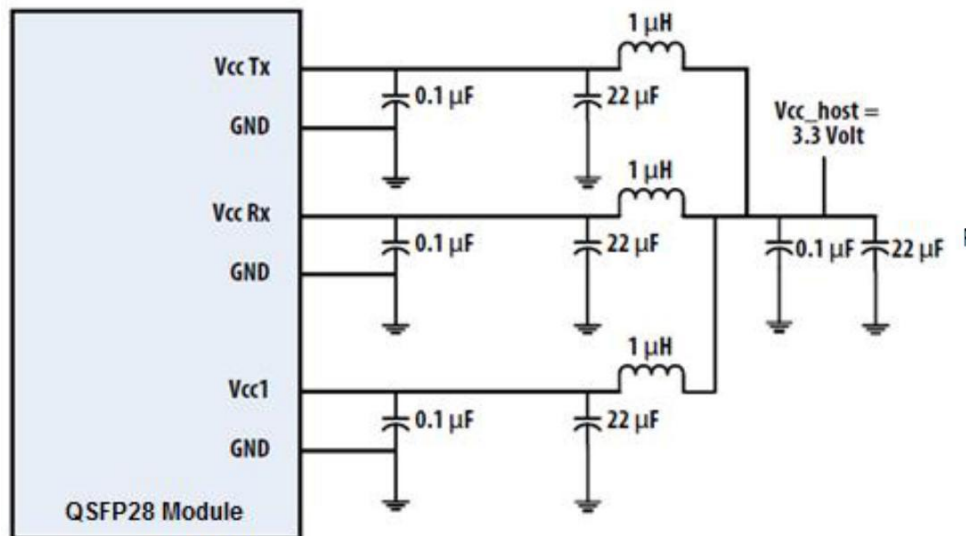 1 µH
Vcc Tx
0.1 µF
22 µF
GND
Vcc_host =
3.3 Volt
1 µH
Vcc Rx
0.1 µF
22 µF
0.1 µF
22 µF
GND
1 µH
Vcc1
0.1 µF
22 µF
GND
QSFP28 Module